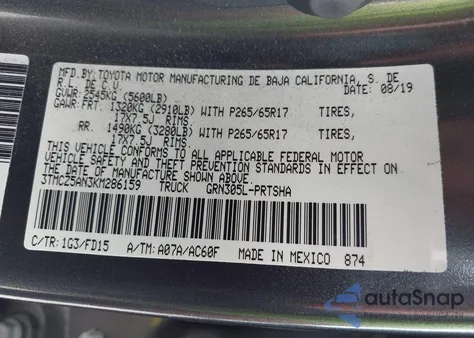 MFD.BY:TOYOTA MOTOR MANUFACTURING DE BAJA CALIFORNIA, S. DE
R.L. DE C.V. DATE: 08/19
GVWR:2545KG (5600LB)
GAWR:FRT. 1320KG (2910LB) WITH P265/65R17 TIRES,
17X7.5J RIMS.
RR. 1490KG (3280LB) WITH P265/65R17 TIRES,
17X7.5J RIMS.
THIS VEHICLE CONFORMS TO ALL APPLICABLE FEDERAL MOTOR
VEHICLE SAFETY AND THEFT PREVENTION STANDARDS IN EFFECT ON
THE DATE OF MANUFACTURE SHOWN ABOVE.
3TMCZ5AN3KM286159 TRUCK GRN305L-PRTSHA
C/TR:1G3/FD15 A/TM:A07A/AC60F MADE IN MEXICO 874
autoSnap